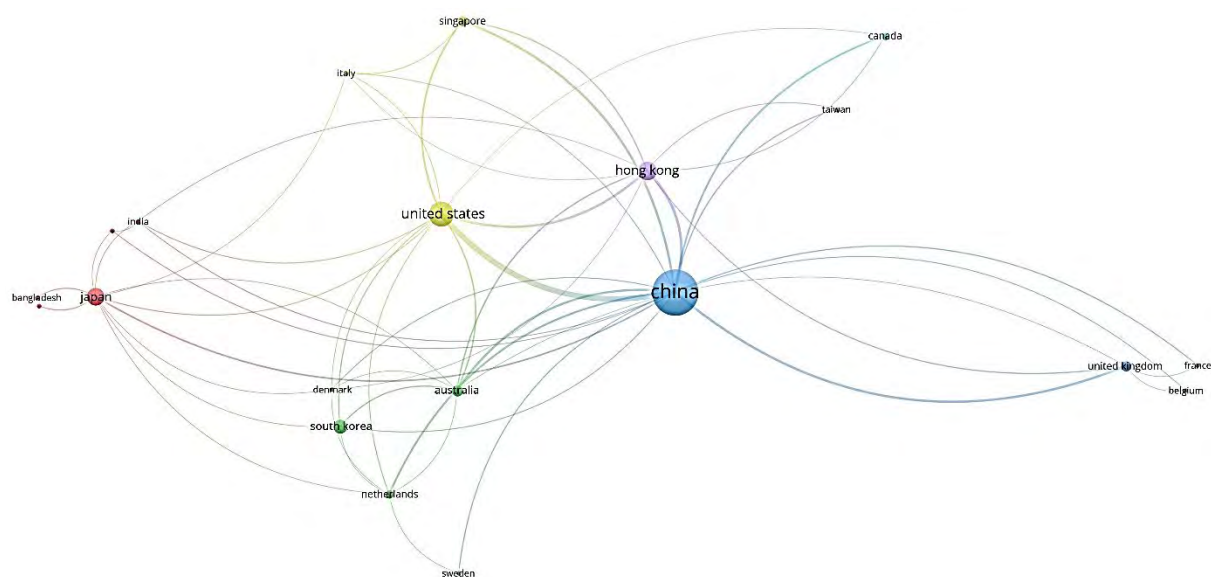 singapore
canada
italy
taiwan
hong kong
united states
india
china
bangladesh
japan
united kingdom
france
denmark
australia
belgium
south korea
netherlands
sweden